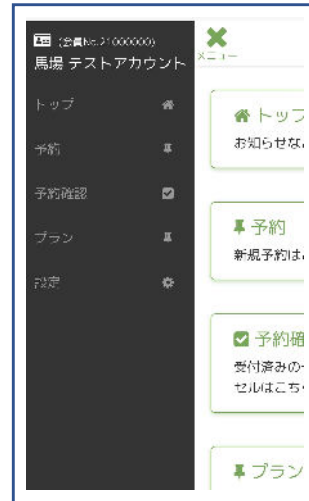 (会員No.21000000)
馬場 テストアカウント
トップ
予約
予約確認
プラン
設定
メニュー
トップ
お知らせな
予約
新規予約は
予約確
受付済みの
セルはこち
プラン